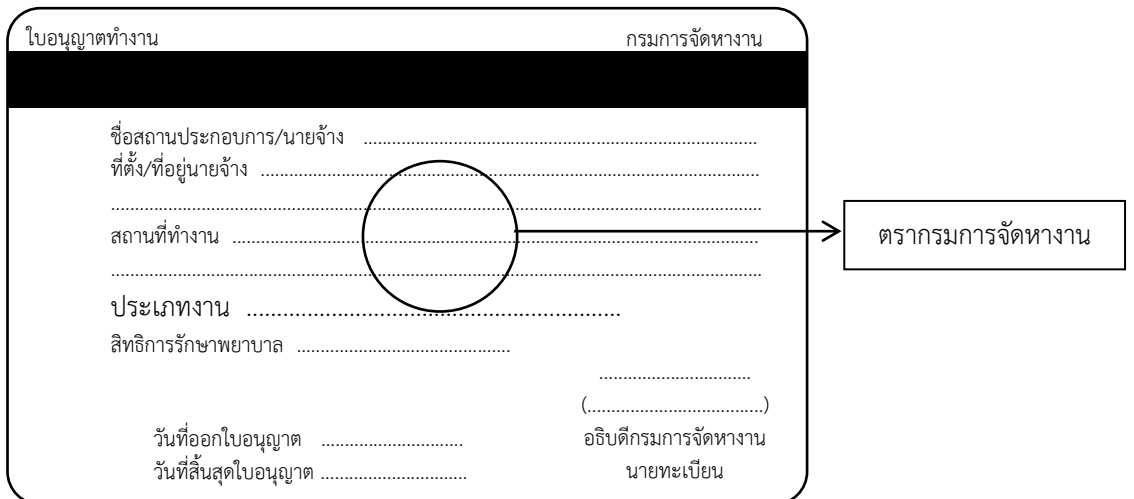 ใบอนุญาตทำงาน กรมการจัดหางาน
ชื่อสถานประกอบการ/นายจ้าง ....................................................................................
ที่ตั้ง/ที่อยู่นายจ้าง ..........................................................................................................
...........................................................................................................................................
สถานที่ทำงาน ................................................................................................................
...........................................................................................................................................
ตรากรมการจัดหางาน
ประเภทงาน ........................................................
สิทธิการรักษาพยาบาล .............................................
................................
(.....................................)
วันที่ออกใบอนุญาต .............................. อธิบดีกรมการจัดหางาน
วันที่สิ้นสุดใบอนุญาต ............................... นายทะเบียน